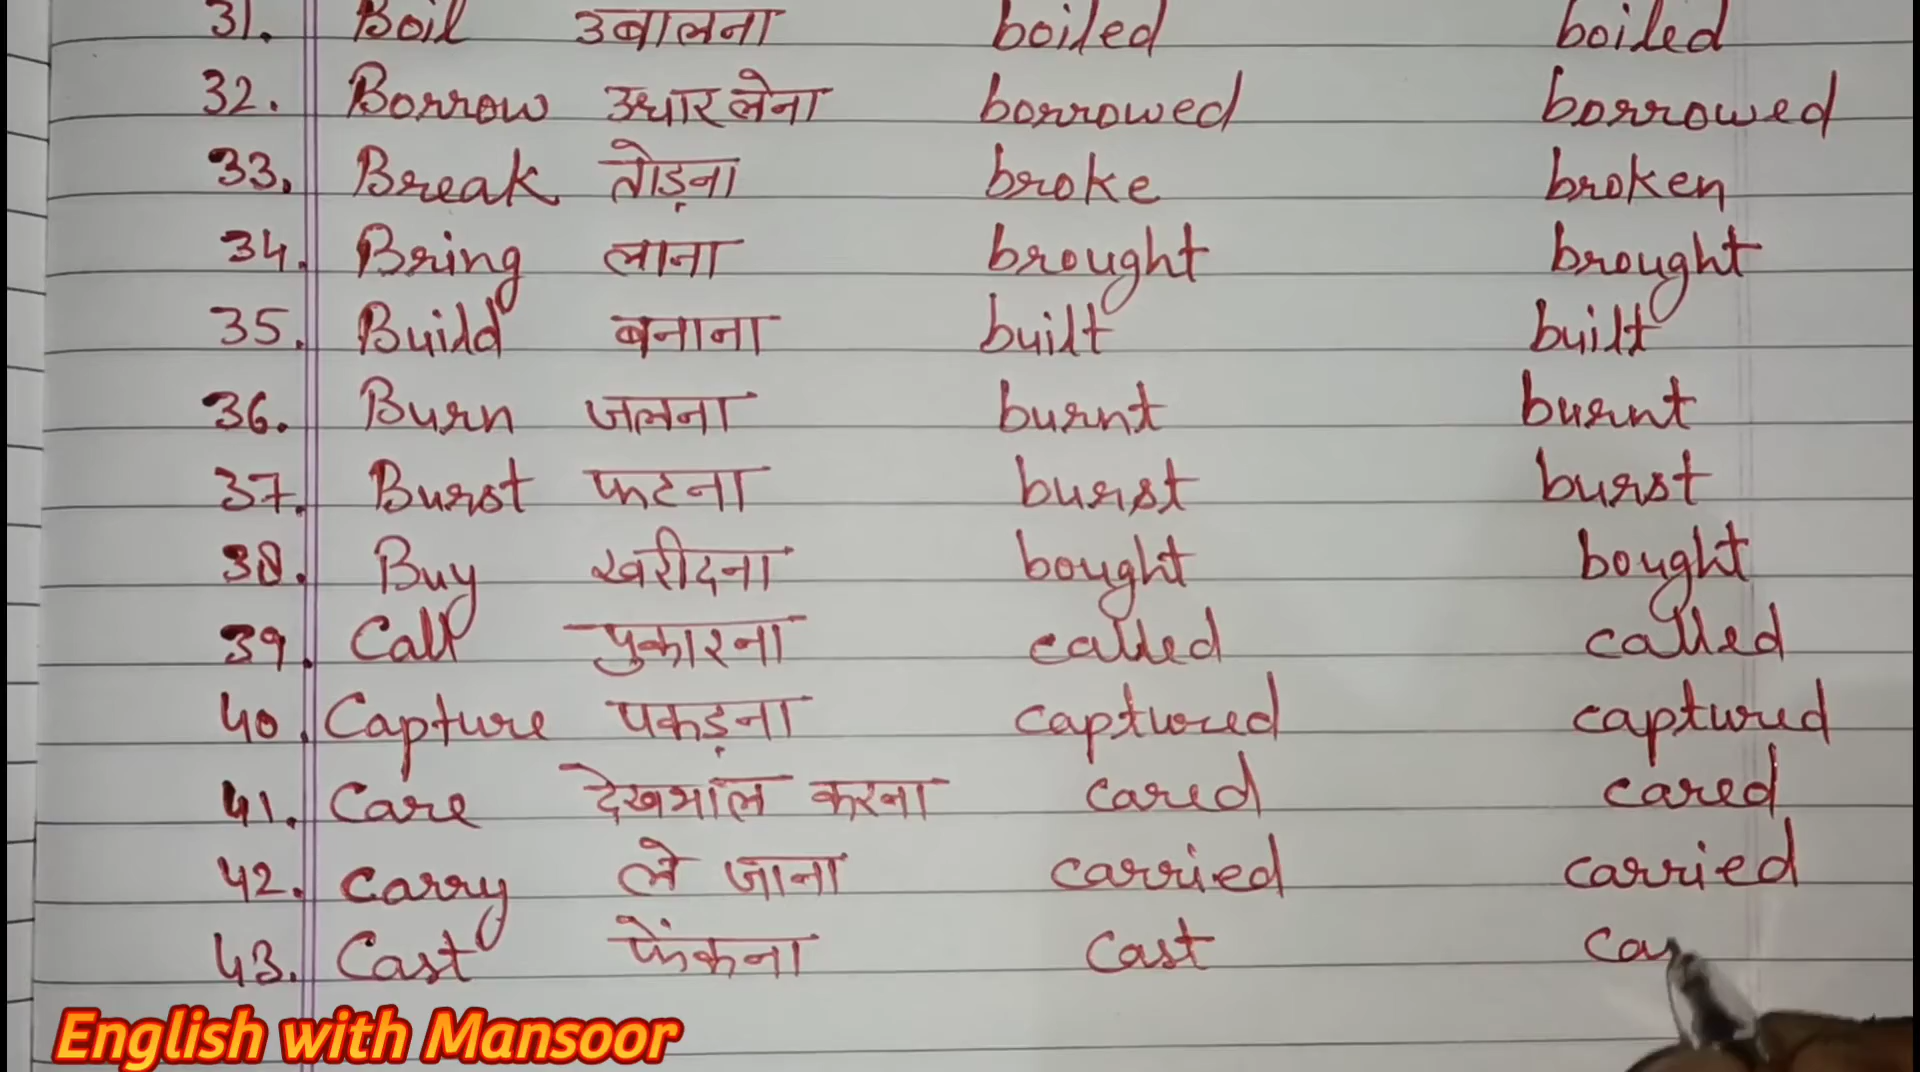 31. Boil उबालना boiled boiled
32. Borrow उधार लेना borrowed borrowed
33. Break तोड़ना broke broken
34. Bring लाना brought brought
35. Build बनाना built built
36. Burn जलना burnt burnt
37. Burst फटना burst burst
38. Buy खरीदना bought bought
39. Call पुकारना called called
40. Capture पकड़ना captured captured
41. Care देखभाल करना cared cared
42. Carry ले जाना carried carried
43. Cast फेंकना cast cas
English with Mansoor